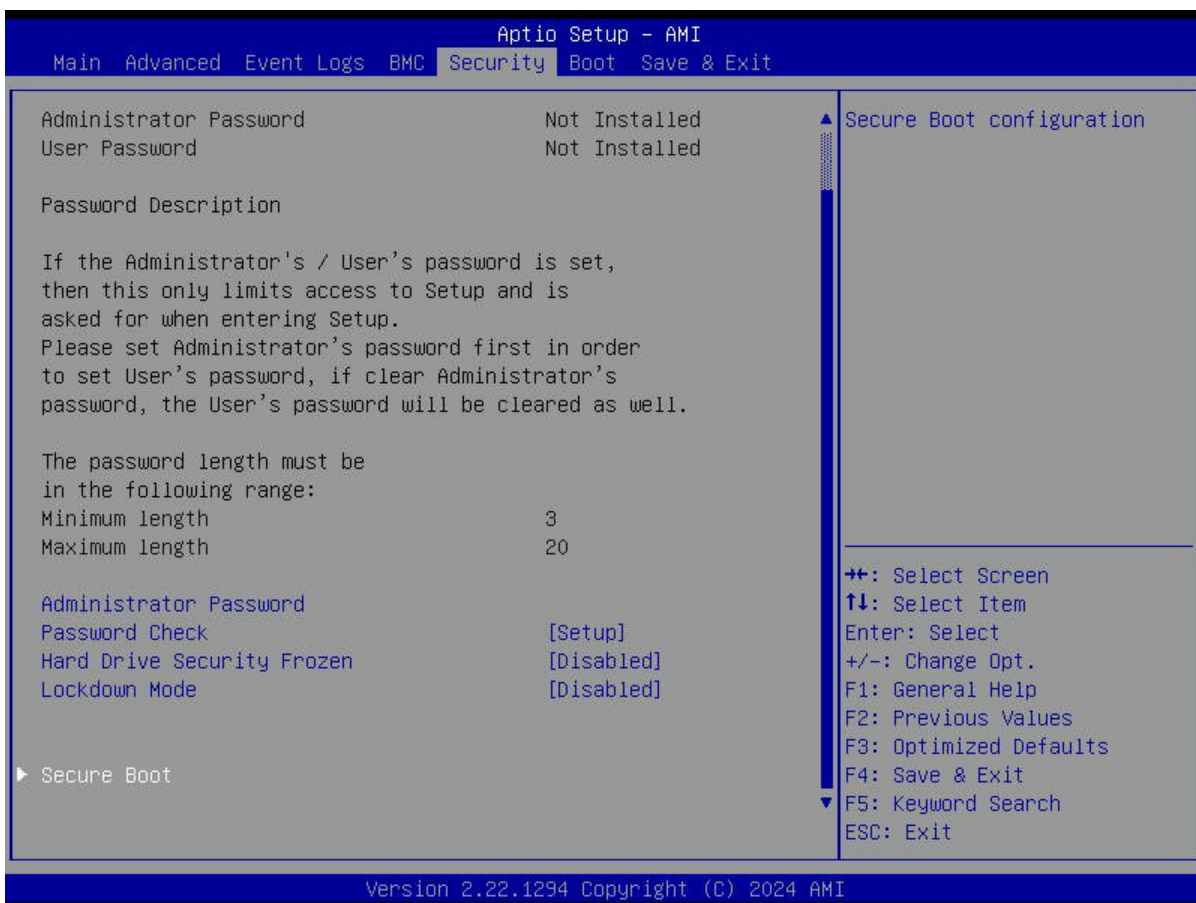 Aptio Setup – AMI
Main Advanced Event Logs BMC Security Boot Save & Exit
Administrator Password Not Installed
User Password Not Installed
Password Description
If the Administrator's / User’s password is set,
then this only limits access to Setup and is
asked for when entering Setup.
Please set Administrator’s password first in order
to set User’s password, if clear Administrator’s
password, the User’s password will be cleared as well.
The password length must be
in the following range:
Minimum length 3
Maximum length 20
Administrator Password
Password Check [Setup]
Hard Drive Security Frozen [Disabled]
Lockdown Mode [Disabled]
Secure Boot
Secure Boot configuration
→←: Select Screen
↑↓: Select Item
Enter: Select
+/-: Change Opt.
F1: General Help
F2: Previous Values
F3: Optimized Defaults
F4: Save & Exit
F5: Keyword Search
ESC: Exit
Version 2.22.1294 Copyright (C) 2024 AMI